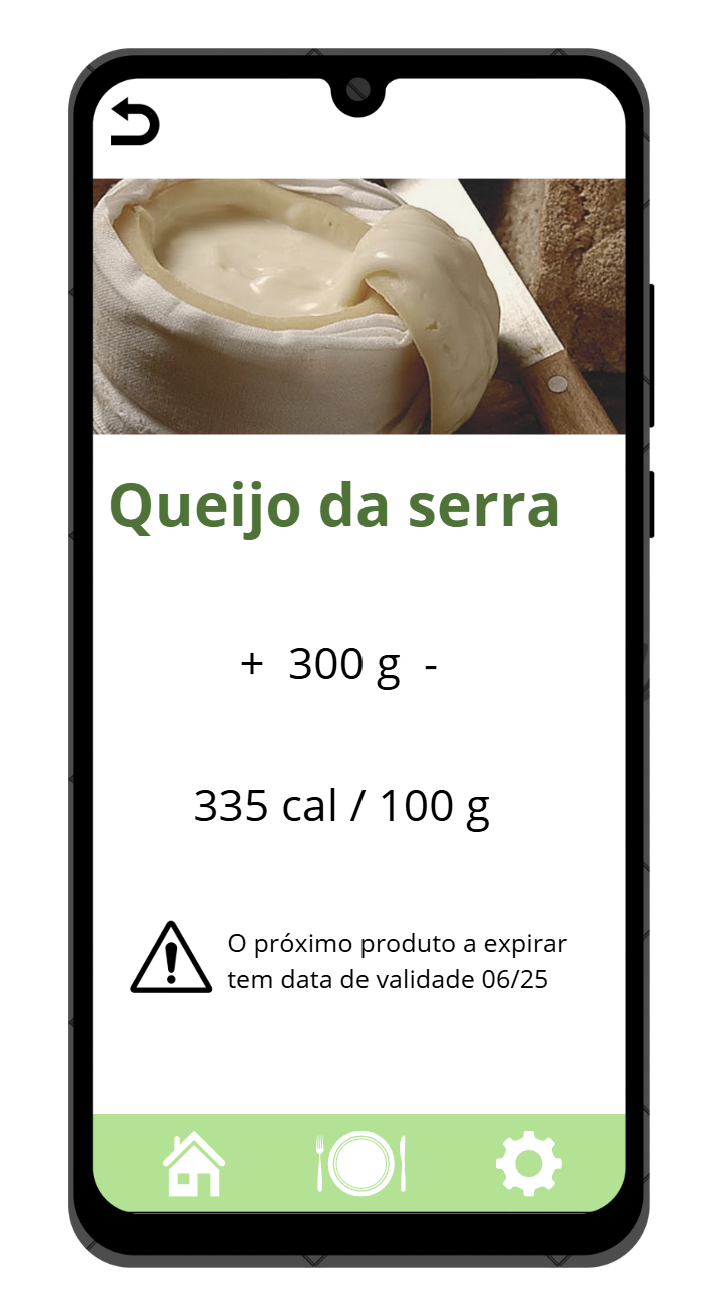 Queijo da serra
+ 300 g -
335 cal / 100 g
O próximo produto a expirar
tem data de validade 06/25